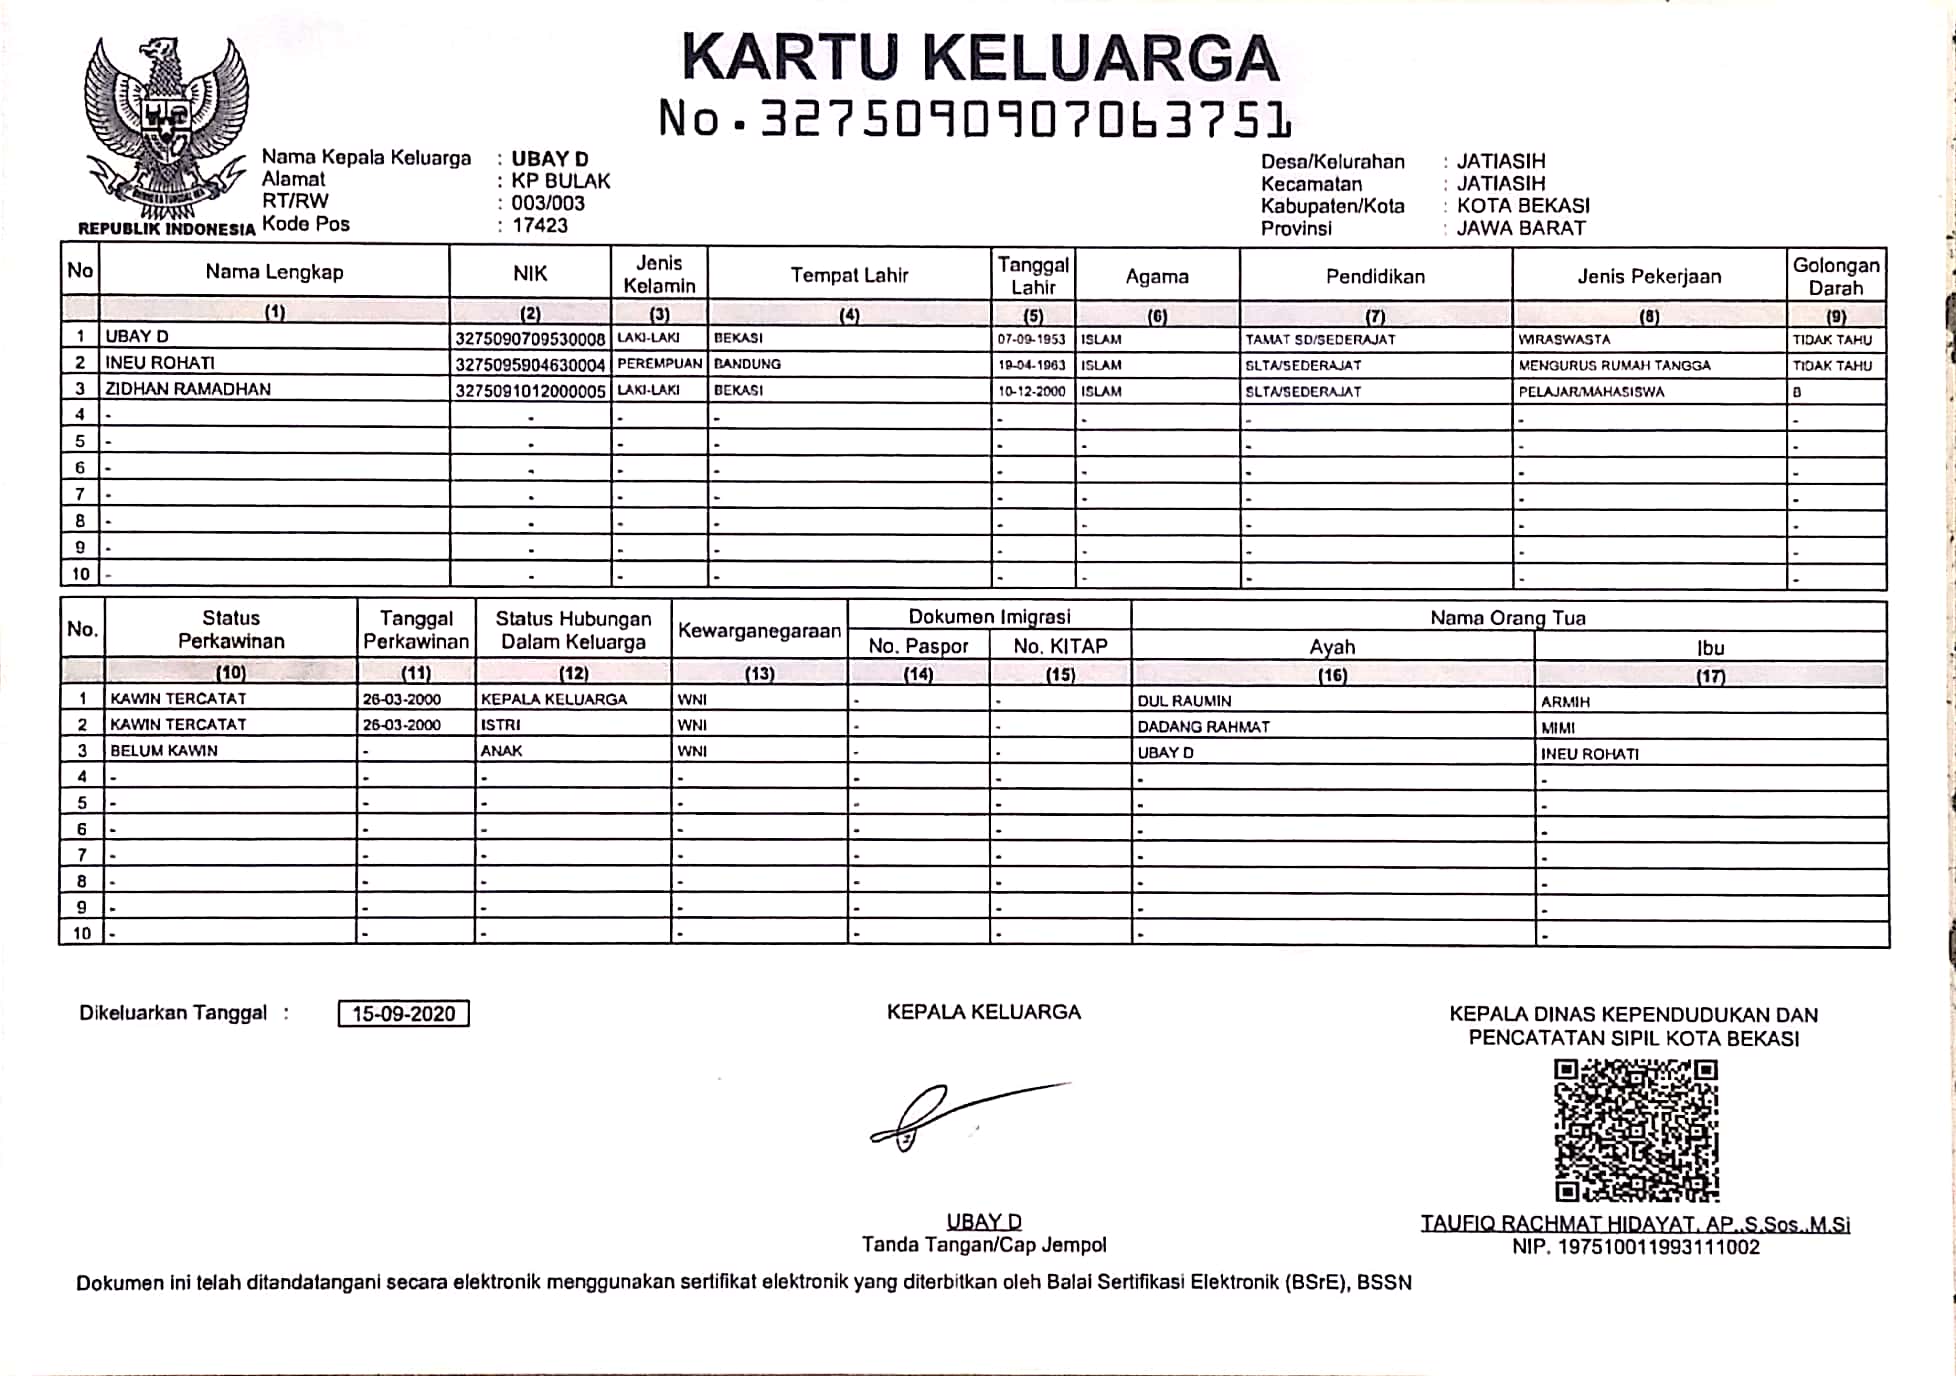 KARTU KELUARGA
No. 3275090907063751
REPUBLIK INDONESIA
Nama Kepala Keluarga : UBAY D
Alamat : KP BULAK
RT/RW : 003/003
Kode Pos : 17423
Desa/Kelurahan : JATIASIH
Kecamatan : JATIASIH
Kabupaten/Kota : KOTA BEKASI
Provinsi : JAWA BARAT
No Nama Lengkap NIK Jenis Kelamin Tempat Lahir Tanggal Lahir Agama Pendidikan Jenis Pekerjaan Golongan Darah
(1) (2) (3) (4) (5) (6) (7) (8) (9)
1 UBAY D 3275090709530008 LAKI-LAKI BEKASI 07-09-1953 ISLAM TAMAT SD/SEDERAJAT WIRASWASTA TIDAK TAHU
2 INEU ROHATI 3275095904630004 PEREMPUAN BANDUNG 19-04-1963 ISLAM SLTA/SEDERAJAT MENGURUS RUMAH TANGGA TIDAK TAHU
3 ZIDHAN RAMADHAN 3275091012000005 LAKI-LAKI BEKASI 10-12-2000 ISLAM SLTA/SEDERAJAT PELAJAR/MAHASISWA B
4 - - - - - - - - -
5 - - - - - - - - -
6 - - - - - - - - -
7 - - - - - - - - -
8 - - - - - - - - -
9 - - - - - - - - -
10 - - - - - - - - -
No. Status Perkawinan Tanggal Perkawinan Status Hubungan Dalam Keluarga Kewarganegaraan Dokumen Imigrasi Nama Orang Tua
No. Paspor No. KITAP Ayah Ibu
(10) (11) (12) (13) (14) (15) (16) (17)
1 KAWIN TERCATAT 26-03-2000 KEPALA KELUARGA WNI - - DUL RAUMIN ARMIH
2 KAWIN TERCATAT 26-03-2000 ISTRI WNI - - DADANG RAHMAT MIMI
3 BELUM KAWIN - ANAK WNI - - UBAY D INEU ROHATI
4 - - - - - - - -
5 - - - - - - - -
6 - - - - - - - -
7 - - - - - - - -
8 - - - - - - - -
9 - - - - - - - -
10 - - - - - - - -
Dikeluarkan Tanggal : 15-09-2020
KEPALA KELUARGA
UBAY D
Tanda Tangan/Cap Jempol
KEPALA DINAS KEPENDUDUKAN DAN
PENCATATAN SIPIL KOTA BEKASI
TAUFIQ RACHMAT HIDAYAT, AP.,S.Sos.,M.Si
NIP. 197510011993111002
Dokumen ini telah ditandatangani secara elektronik menggunakan sertifikat elektronik yang diterbitkan oleh Balai Sertifikasi Elektronik (BSrE), BSSN